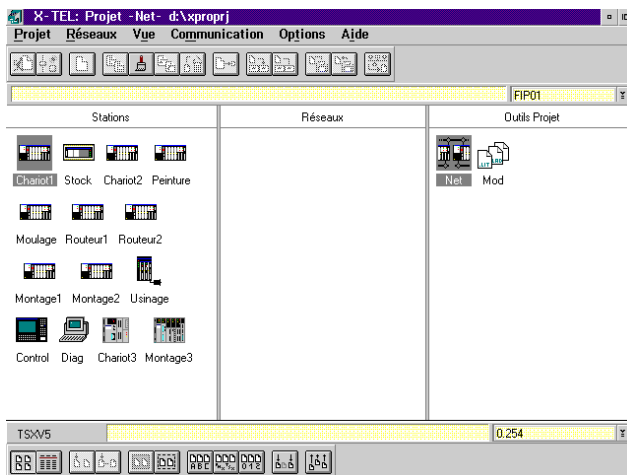 X-TEL: Projet -Net- d:\xproprj
Projet Réseaux Vue Communication Options Aide
FIP01
Stations Réseaux Outils Projet
Chariot1 Stock Chariot2 Peinture Net Mod
Moulage Routeur1 Routeur2
Montage1 Montage2 Usinage
Control Diag Chariot3 Montage3
TSXV5 0.254